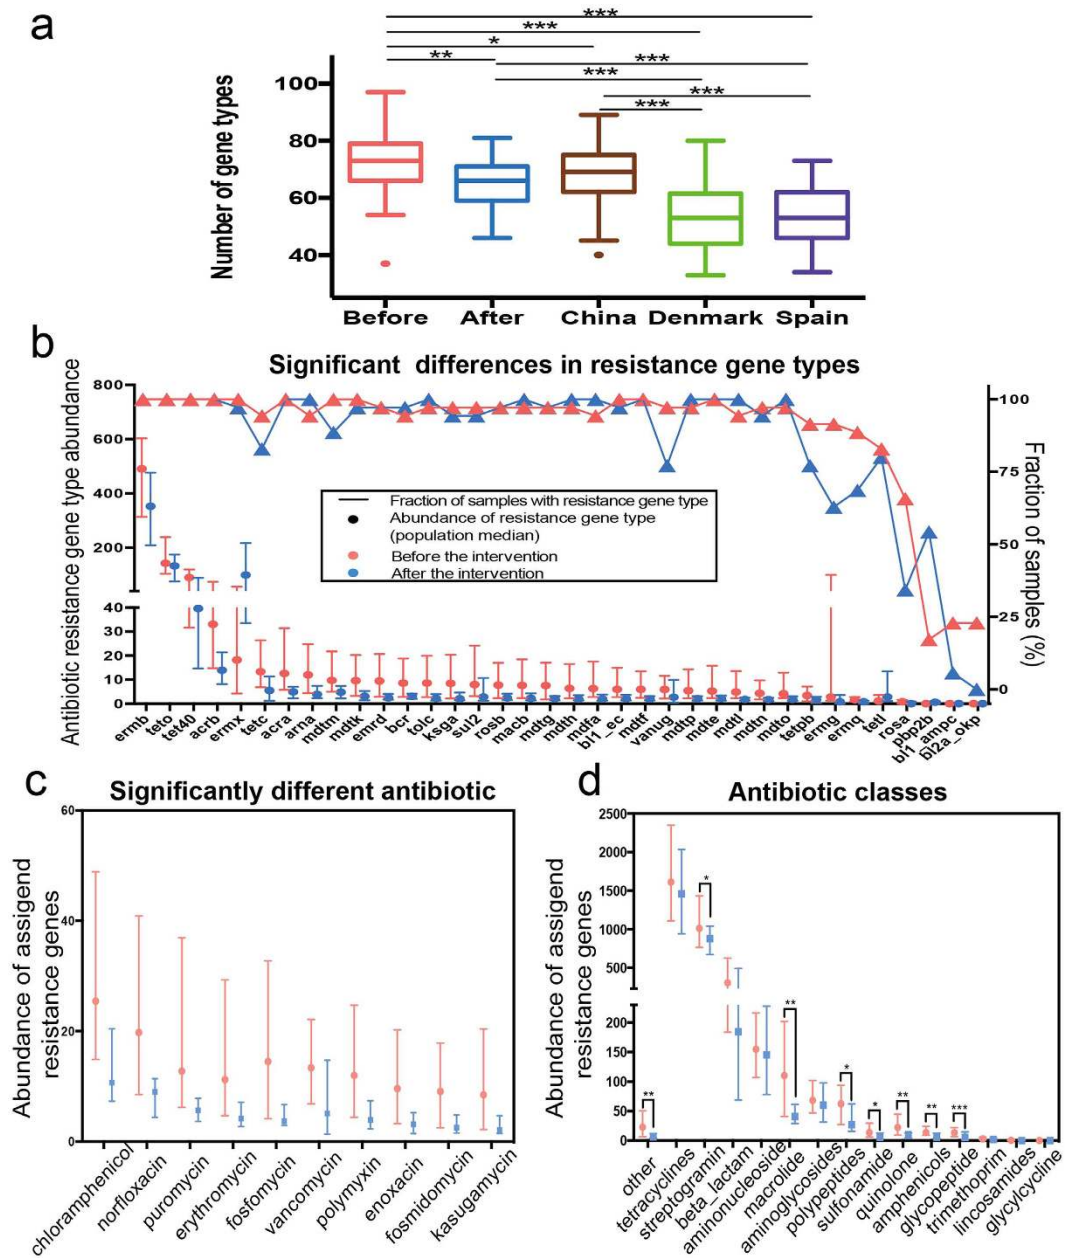 a
***
***
*
**
***
***
***
***
Number of gene types
100
80
60
40
Before After China Denmark Spain
b
Significant differences in resistance gene types
Antibiotic resistance gene type abundance
800
600
400
200
40
30
20
10
0
Fraction of samples with resistance gene type
Abundance of resistance gene type
(population median)
Before the intervention
After the intervention
100
75
50
25
0
Fraction of samples (%)
ermb
teto
tet40
acrb
ermx
tetc
acra
arna
mdtm
mdtk
emrd
bcr
tolc
ksga
sul2
rosb
macb
mdtg
mdth
mdfa
bl1_ec
mdtf
vanug
mdtp
mdte
mdtl
mdtn
mdto
tetpb
ermg
ermq
tetl
rosa
pbp2b
bl1_ampc
bl2a_okp
c
Significantly different antibiotic
Abundance of assigend
resistance genes
60
40
20
0
chloramphenicol
norfloxacin
puromycin
erythromycin
fosfomycin
vancomycin
polymyxin
enoxacin
fosmidomycin
kasugamycin
d
Antibiotic classes
Abundance of assigend
resistance genes
2500
2000
1500
1000
500
200
150
100
50
0
**
*
**
*
*
**
**
***
other
tetracyclines
streptogramin
beta_lactam
aminonucleoside
macrolide
aminoglycosides
polypeptides
sulfonamide
quinolone
amphenicols
glycopeptide
trimethoprim
lincosamides
glycylcycline